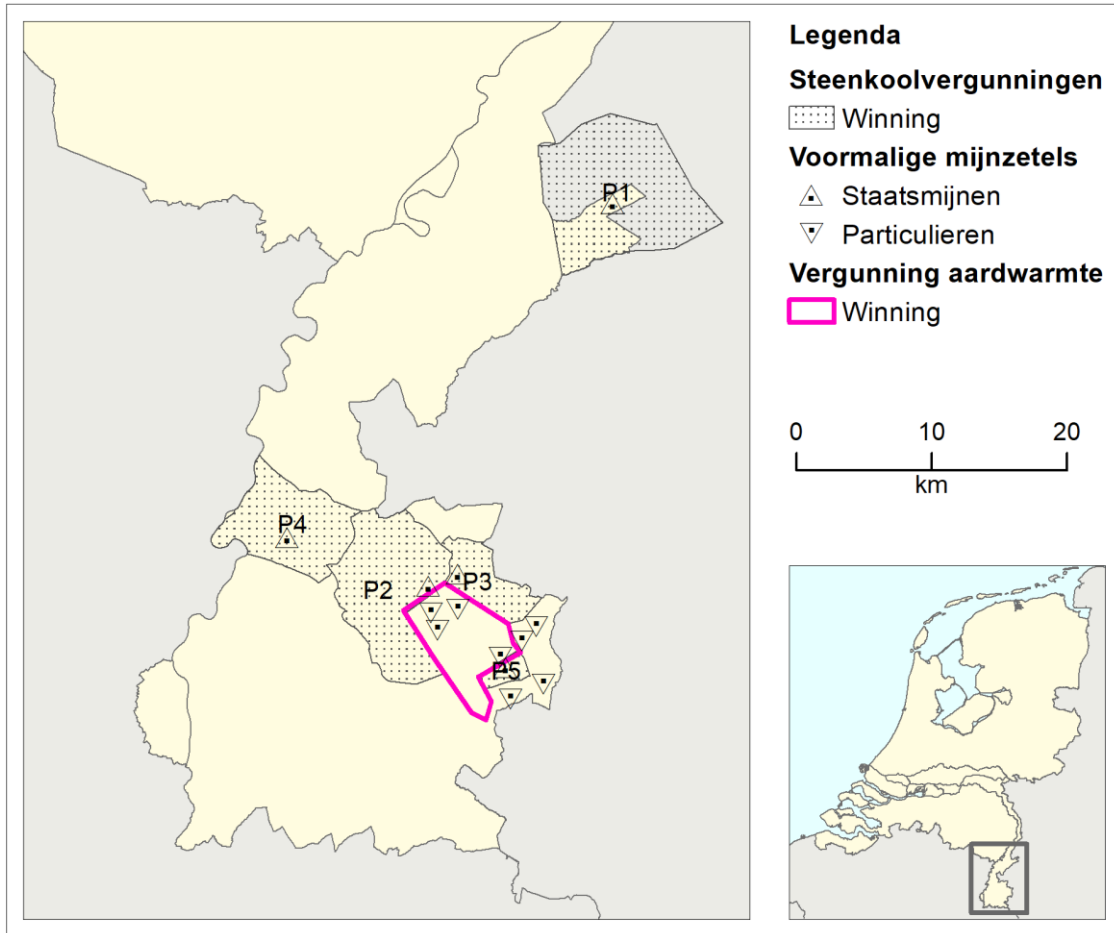 Legenda
Steenkoolvergunningen
Winning
Voormalige mijnzetels
Staatsmijnen
Particulieren
Vergunning aardwarmte
Winning
0 10 20
km
P1
P4
P2
P3
P5